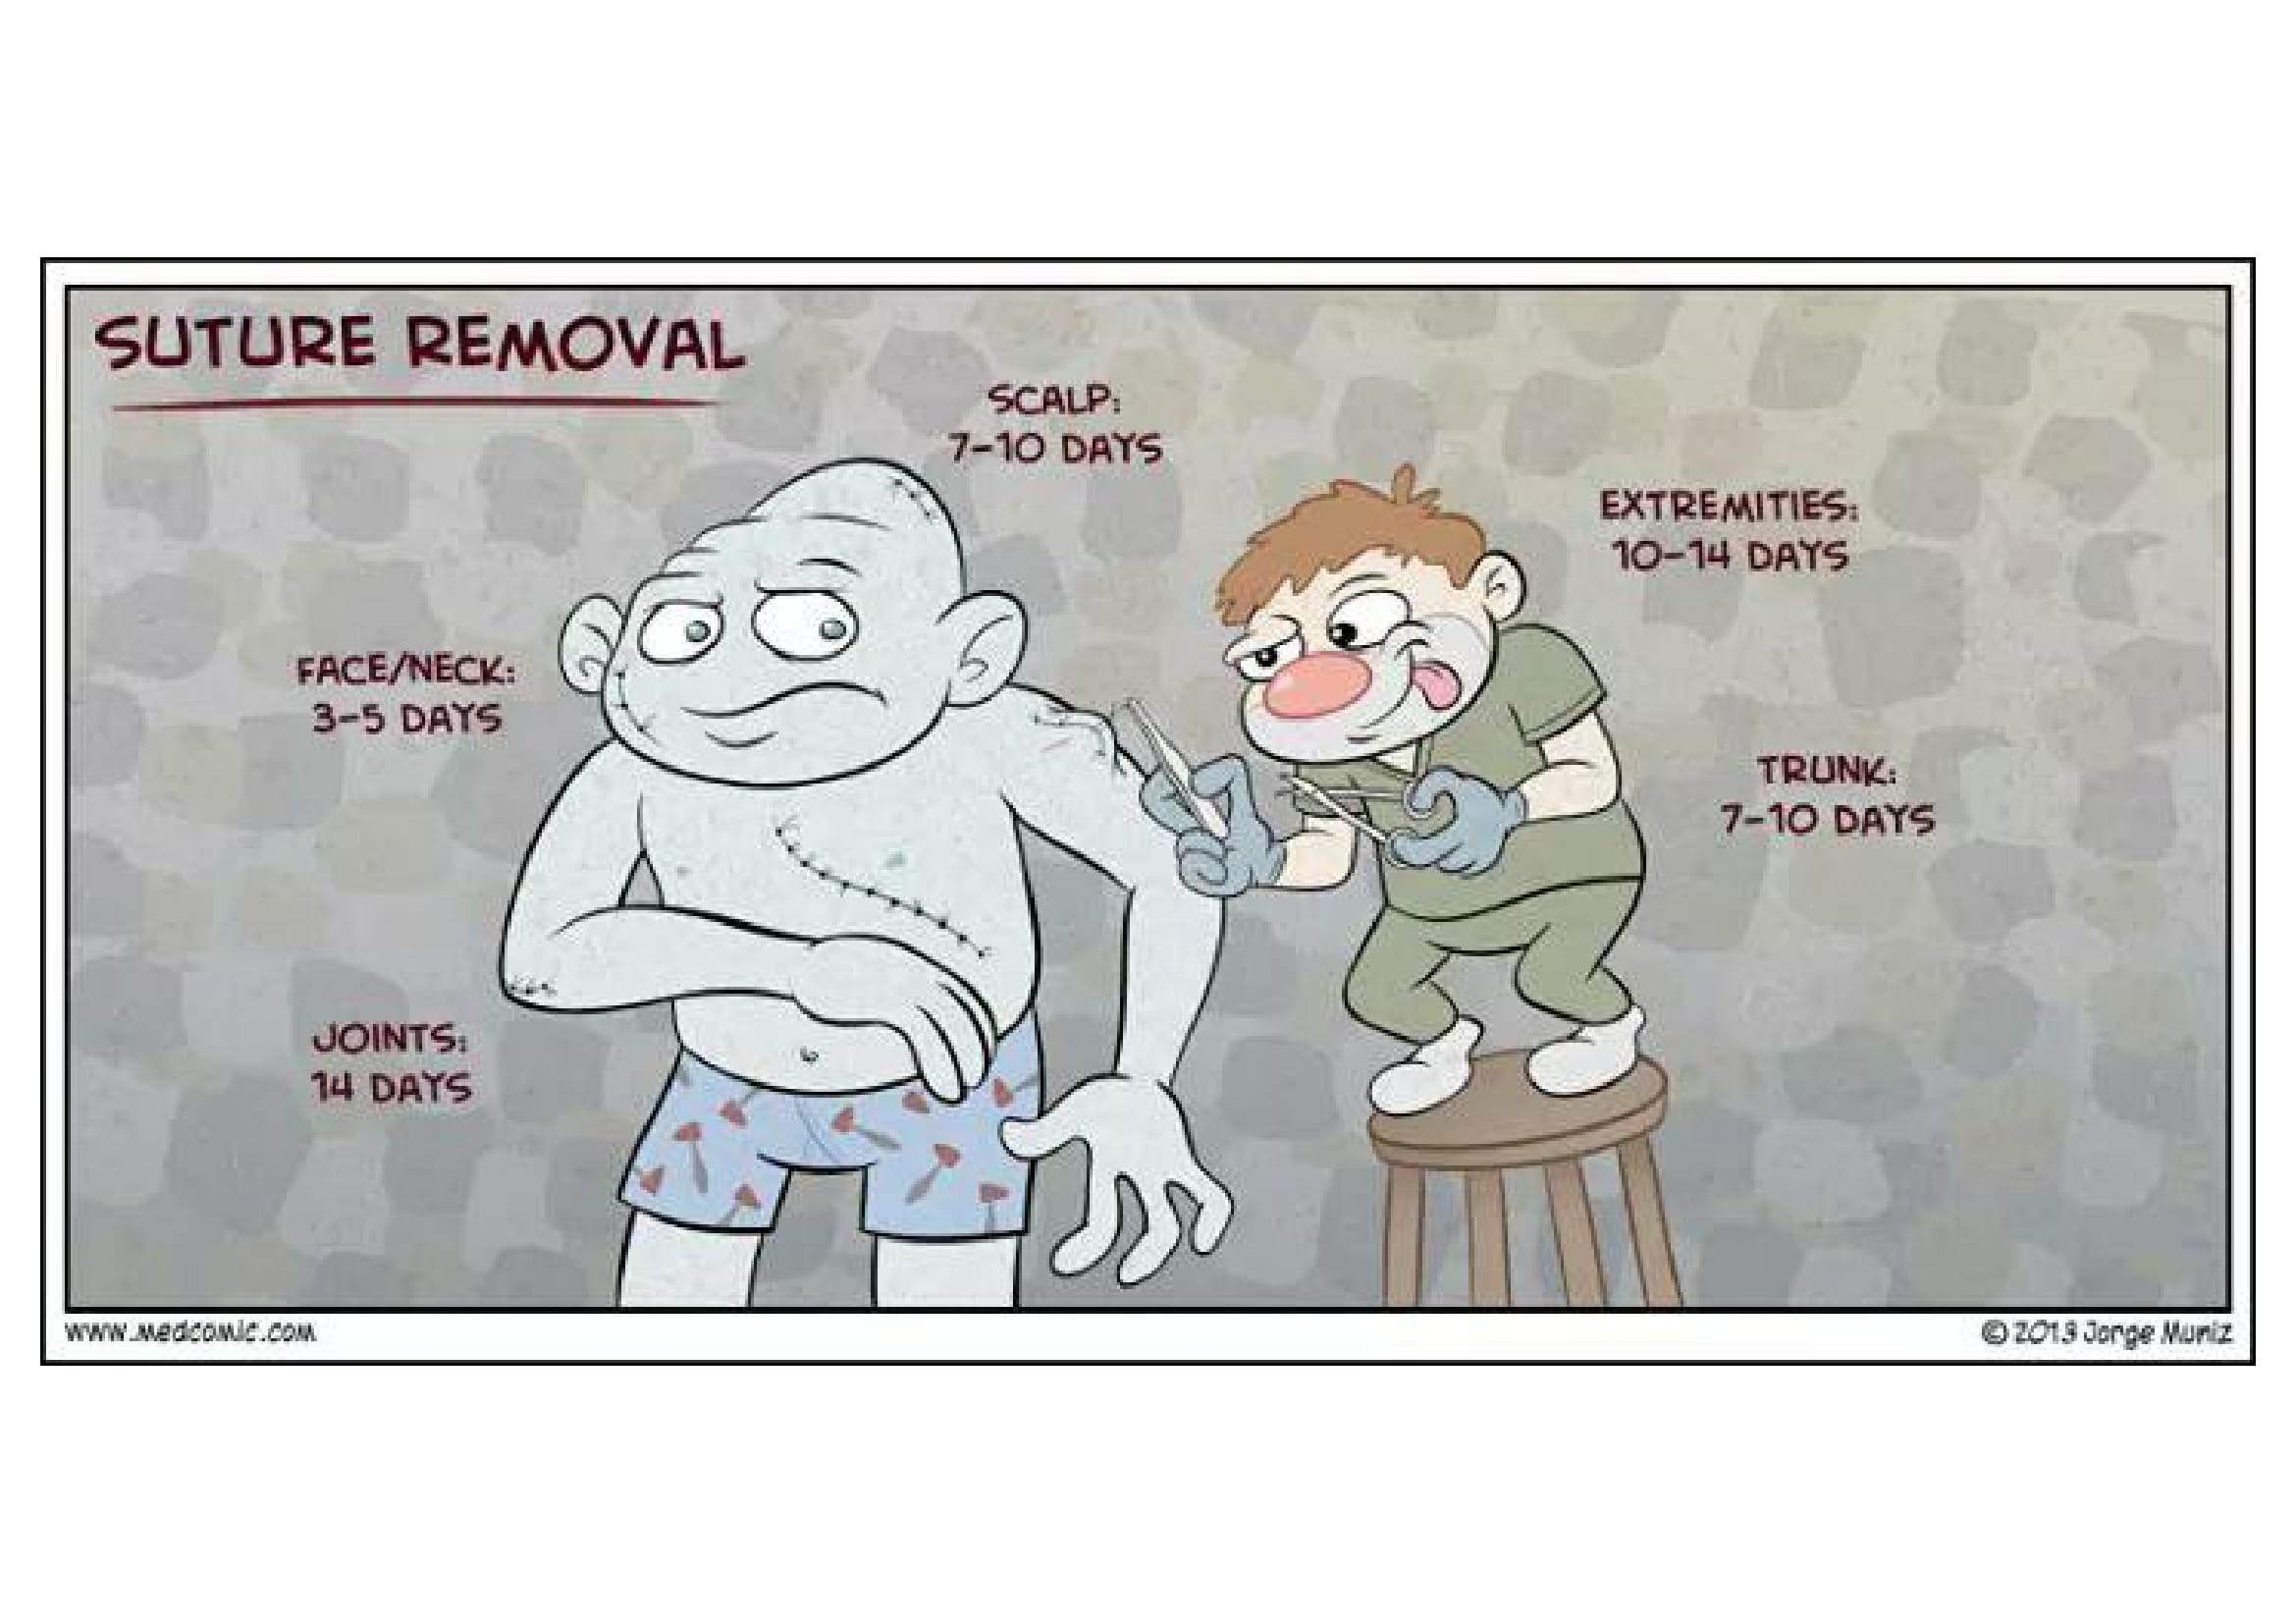 SUTURE REMOVAL
SCALP:
7-10 DAYS
EXTREMITIES:
10-14 DAYS
FACE/NECK:
3-5 DAYS
TRUNK:
7-10 DAYS
JOINTS:
14 DAYS
www.medcomic.com
© 2013 Jorge Muniz